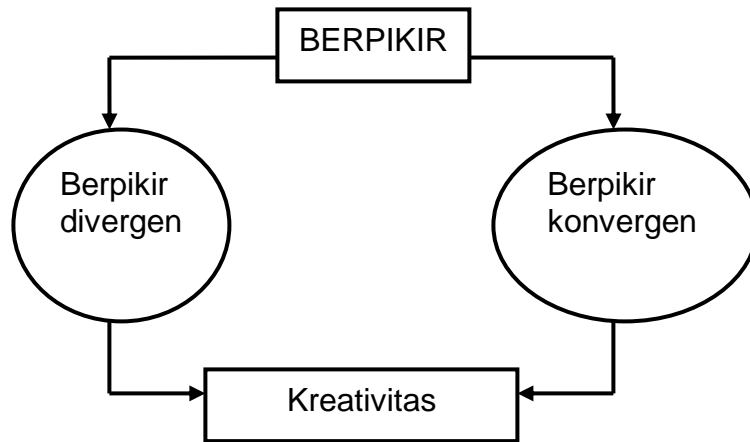 BERPIKIR
Berpikir
divergen
Berpikir
konvergen
Kreativitas